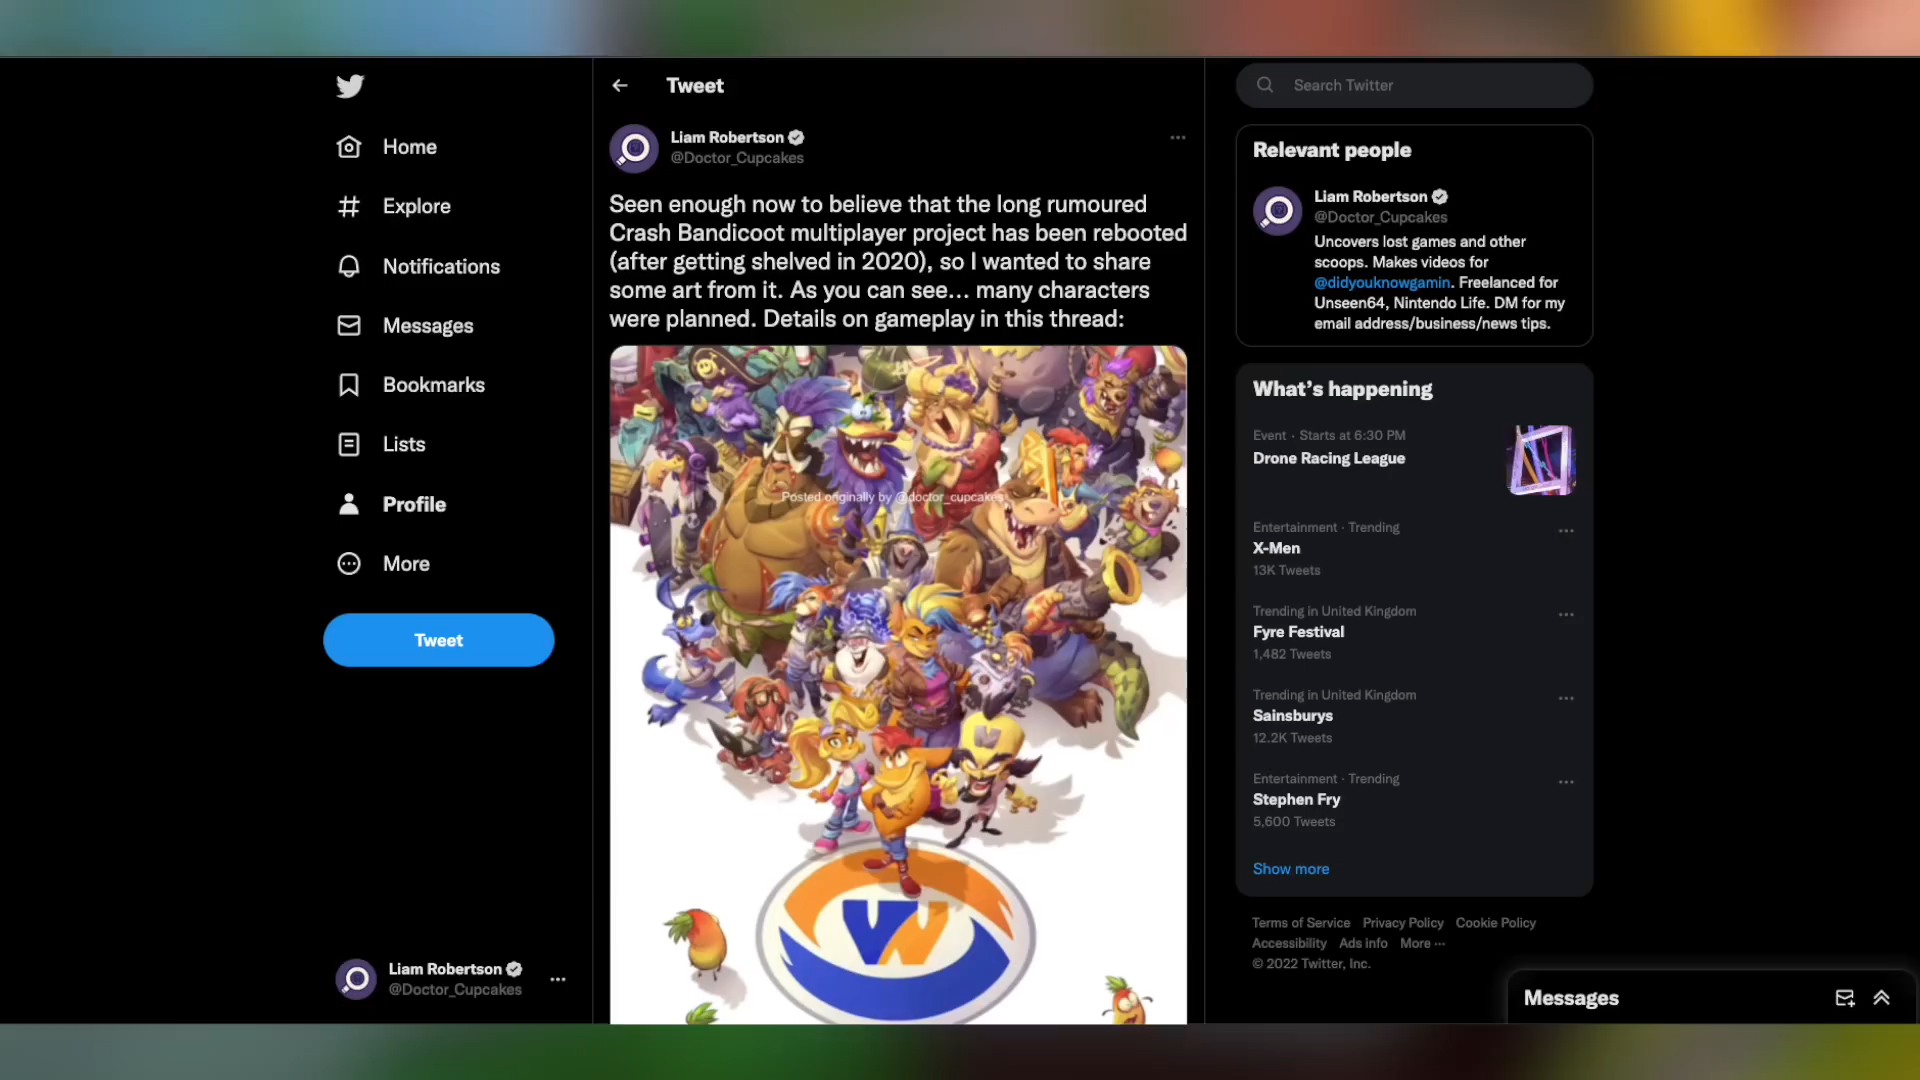 Home
Explore
Notifications
Messages
Bookmarks
Lists
Profile
More
Tweet
Liam Robertson
@Doctor_Cupcakes
Tweet
Liam Robertson
@Doctor_Cupcakes
Seen enough now to believe that the long rumoured
Crash Bandicoot multiplayer project has been rebooted
(after getting shelved in 2020), so I wanted to share
some art from it. As you can see... many characters
were planned. Details on gameplay in this thread:
Posted originally by @doctor_cupcakes
W
Search Twitter
Relevant people
Liam Robertson
@Doctor_Cupcakes
Uncovers lost games and other
scoops. Makes videos for
@didyouknowgamin. Freelanced for
Unseen64, Nintendo Life. DM for my
email address/business/news tips.
What's happening
Event · Starts at 6:30 PM
Drone Racing League
Entertainment · Trending
X-Men
13K Tweets
Trending in United Kingdom
Fyre Festival
1,482 Tweets
Trending in United Kingdom
Sainsburys
12.2K Tweets
Entertainment · Trending
Stephen Fry
5,600 Tweets
Show more
Terms of Service Privacy Policy Cookie Policy
Accessibility Ads info More ···
© 2022 Twitter, Inc.
Messages